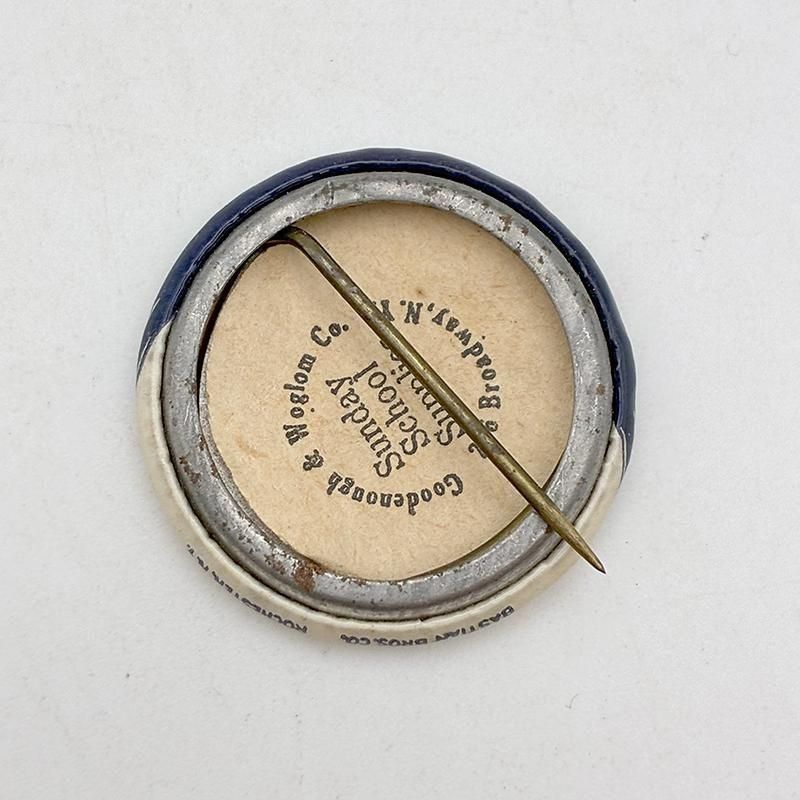 Goodenough & Woglom Co.
Broadway, N.Y.
Sunday
School
Supplies
BASTIAN BROS. CO.
ROCHESTER, N.Y.